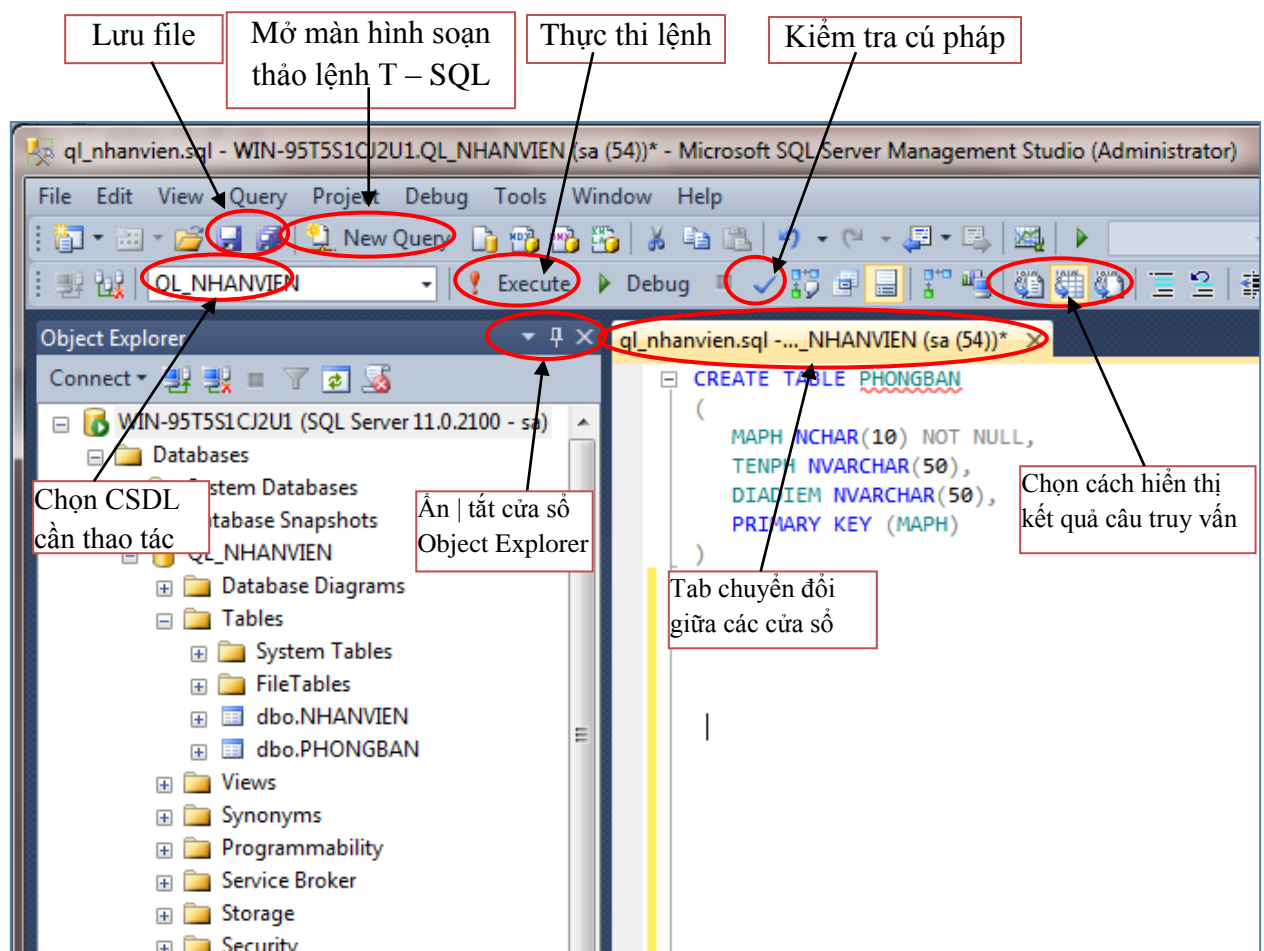 Lưu file
Mở màn hình soạn
thảo lệnh T – SQL
Thực thi lệnh
Kiểm tra cú pháp
ql_nhanvien.sql - WIN-95T5S1CJ2U1.QL_NHANVIEN (sa (54))* - Microsoft SQL Server Management Studio (Administrator)
File Edit View Query Project Debug Tools Window Help
New Query
QL_NHANVIEN
Execute
Debug
Object Explorer
ql_nhanvien.sql -..._NHANVIEN (sa (54))*
Connect
WIN-95T5S1CJ2U1 (SQL Server 11.0.2100 - sa)
Databases
System Databases
Database Snapshots
QL_NHANVIEN
Database Diagrams
Tables
System Tables
FileTables
dbo.NHANVIEN
dbo.PHONGBAN
Views
Synonyms
Programmability
Service Broker
Storage
Security
Chọn CSDL
cần thao tác
Ẩn | tắt cửa sổ
Object Explorer
CREATE TABLE PHONGBAN
(
MAPH NCHAR(10) NOT NULL,
TENPH NVARCHAR(50),
DIADIEM NVARCHAR(50),
PRIMARY KEY (MAPH)
)
Chọn cách hiển thị
kết quả câu truy vấn
Tab chuyển đổi
giữa các cửa sổ